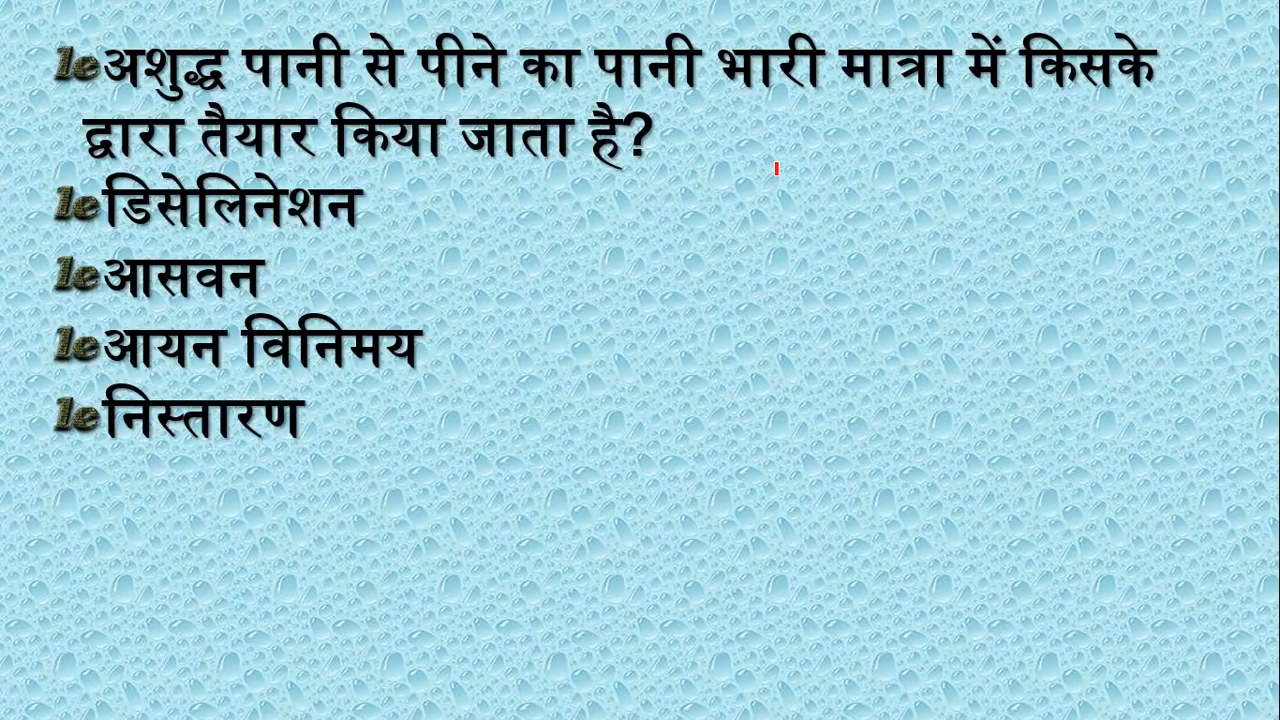 अशुद्ध पानी से पीने का पानी भारी मात्रा में किसके
द्वारा तैयार किया जाता है?
डिसेलिनेशन
आसवन
आयन विनिमय
निस्तारण